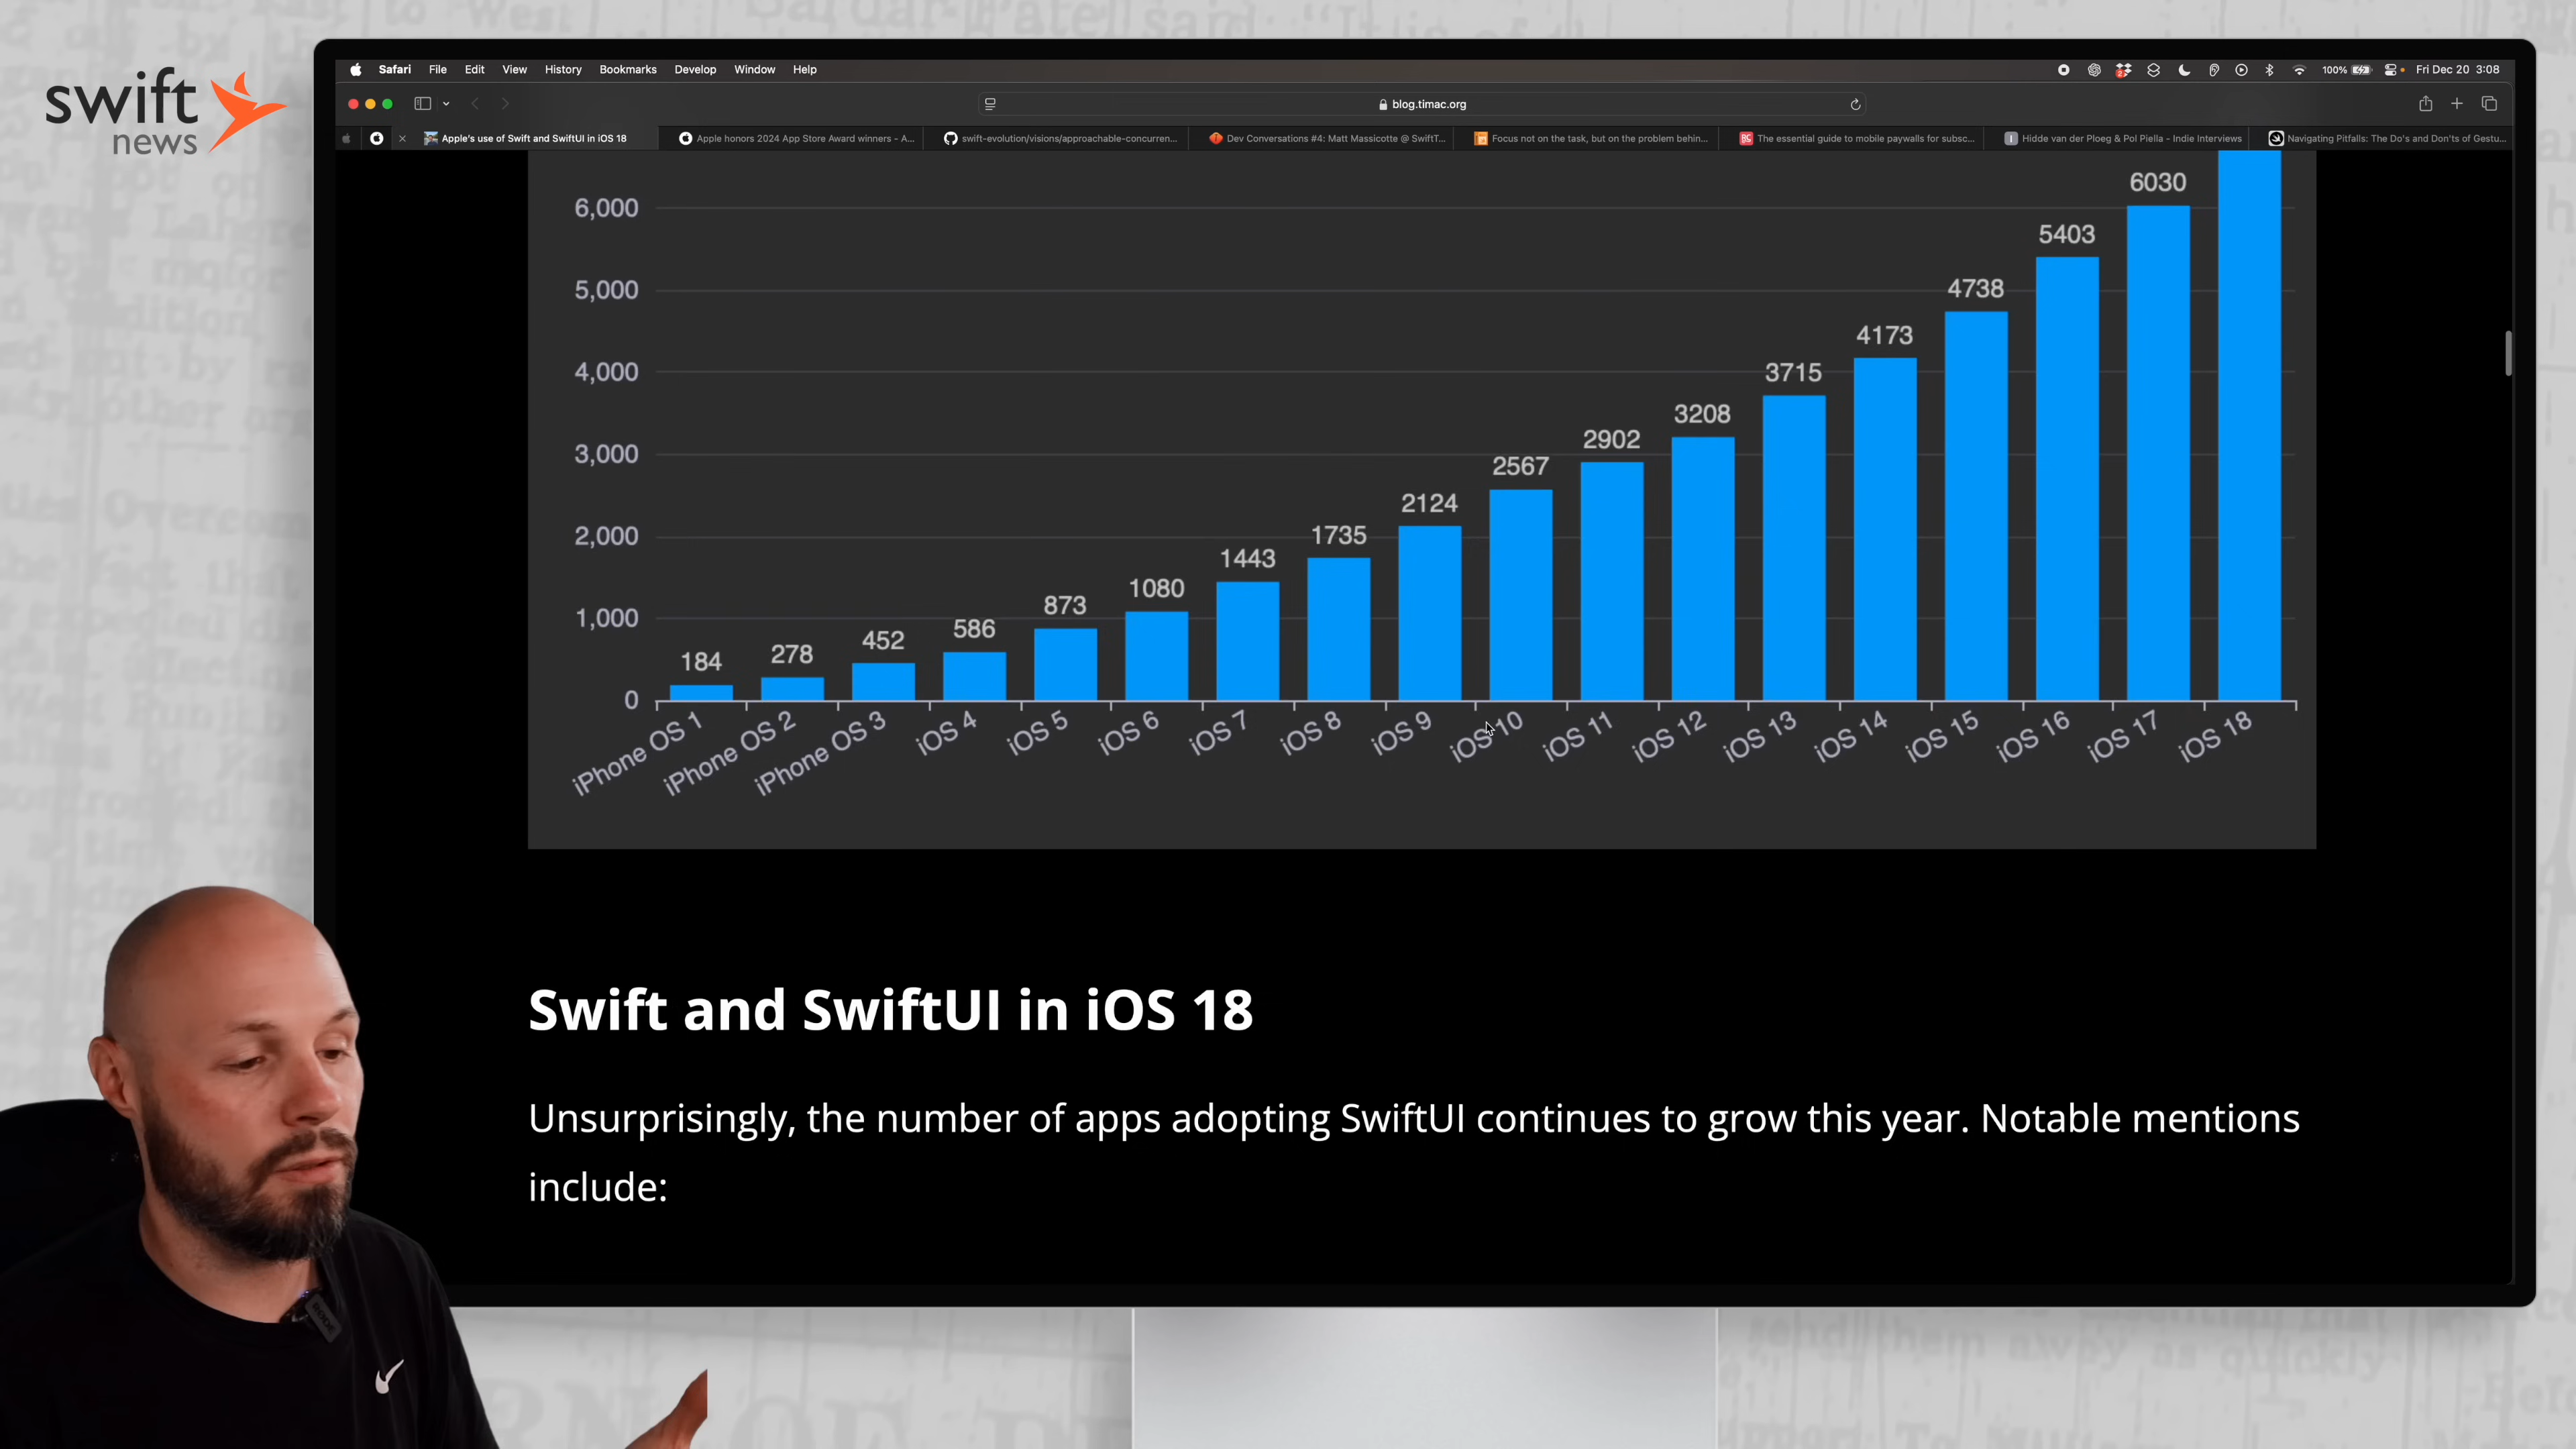 swift
news
Safari File Edit View History Bookmarks Develop Window Help
100% Fri Dec 20 3:08
blog.timac.org
Apple's use of Swift and SwiftUI in iOS 18
Apple honors 2024 App Store Award winners - A...
swift-evolution/visions/approachable-concurren...
Dev Conversations #4: Matt Massicotte @ SwiftT...
Focus not on the task, but on the problem behin...
The essential guide to mobile paywalls for subsc...
Hidde van der Ploeg & Pol Piella - Indie Interviews
Navigating Pitfalls: The Do's and Don'ts of Gestu...
6,000
5,000
4,000
3,000
2,000
1,000
0
184 278 452 586 873 1080 1443 1735 2124 2567 2902 3208 3715 4173 4738 5403 6030
iPhone OS 1 iPhone OS 2 iPhone OS 3 iOS 4 iOS 5 iOS 6 iOS 7 iOS 8 iOS 9 iOS 10 iOS 11 iOS 12 iOS 13 iOS 14 iOS 15 iOS 16 iOS 17 iOS 18
Swift and SwiftUI in iOS 18
Unsurprisingly, the number of apps adopting SwiftUI continues to grow this year. Notable mentions
include: